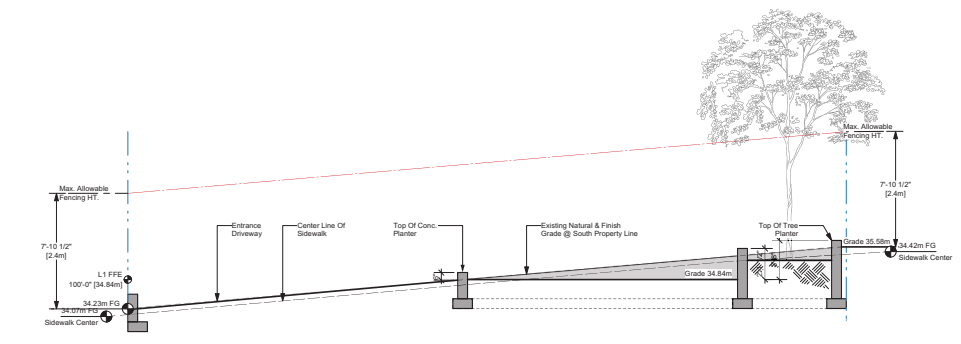 Max. Allowable
Fencing HT.
Max. Allowable
Fencing HT.
7'-10 1/2"
[2.4m]
Entrance
Driveway
Center Line Of
Sidewalk
Top Of Conc.
Planter
Existing Natural & Finish
Grade @ South Property Line
Top Of Tree
Planter
Grade 35.58m
34.42m FG
Sidewalk Center
7'-10 1/2"
[2.4m]
L1 FFE
100'-0" [34.84m]
Grade 34.84m
34.23m FG
34.07m FG
Sidewalk Center